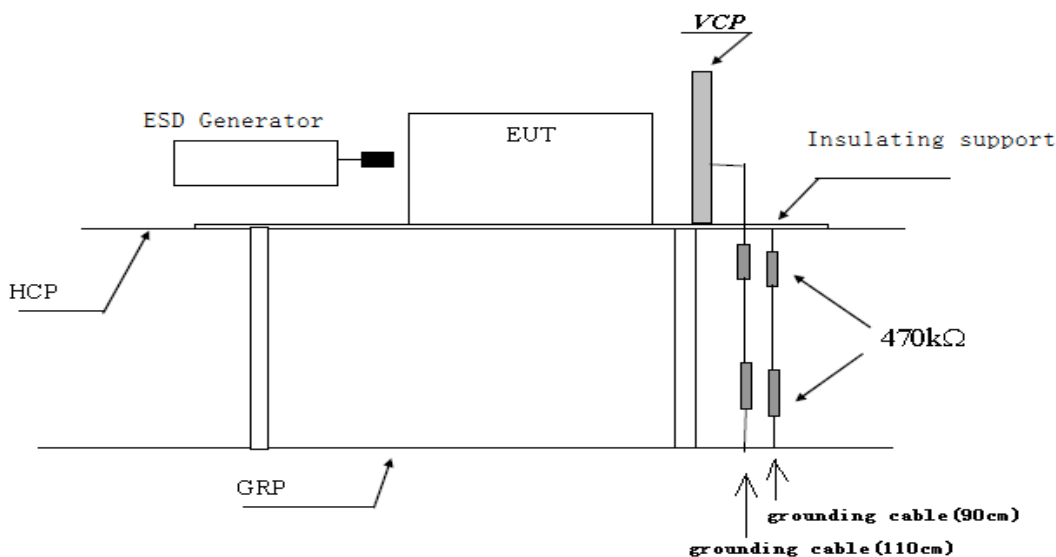 VCP
ESD Generator
EUT
Insulating support
HCP
470kΩ
GRP
grounding cable(90cm)
grounding cable(110cm)